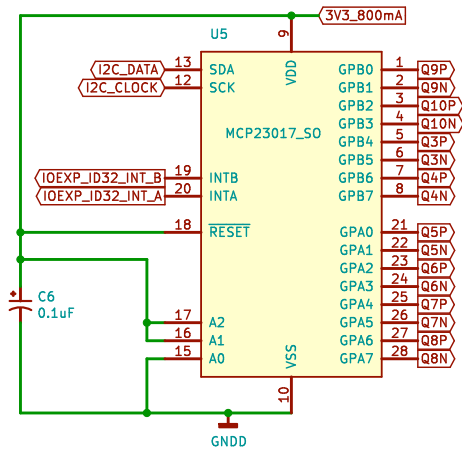 3V3_800mA
U5
9
VDD
I2C_DATA 13 SDA GPB0 1 Q9P
I2C_CLOCK 12 SCK GPB1 2 Q9N
GPB2 3 Q10P
MCP23017_SO GPB3 4 Q10N
GPB4 5 Q3P
GPB5 6 Q3N
IOEXP_ID32_INT_B 19 INTB GPB6 7 Q4P
IOEXP_ID32_INT_A 20 INTA GPB7 8 Q4N
18 RESET GPA0 21 Q5P
GPA1 22 Q5N
GPA2 23 Q6P
GPA3 24 Q6N
C6 GPA4 25 Q7P
0.1uF
17 A2 GPA5 26 Q7N
16 A1 GPA6 27 Q8P
15 A0 GPA7 28 Q8N
VSS
10
GNDD